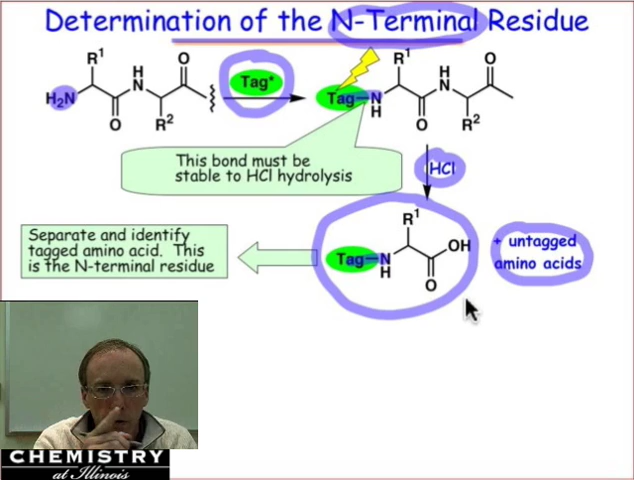 Determination of the N-Terminal Residue
R¹
H
N
O
H₂N
O
R²
Tag*
Tag
N
H
R¹
O
H
N
O
R²
This bond must be
stable to HCl hydrolysis
HCl
Separate and identify
tagged amino acid. This
is the N-terminal residue
Tag
N
H
R¹
OH
O
+ untagged
amino acids
CHEMISTRY
at Illinois